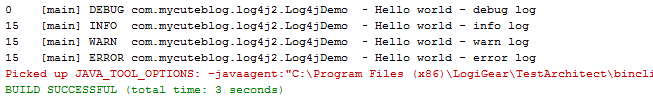 0 [main] DEBUG com.mycuteblog.log4j2.Log4jDemo - Hello world - debug log
15 [main] INFO com.mycuteblog.log4j2.Log4jDemo - Hello world - info log
15 [main] WARN com.mycuteblog.log4j2.Log4jDemo - Hello world - warn log
15 [main] ERROR com.mycuteblog.log4j2.Log4jDemo - Hello world - error log
Picked up JAVA_TOOL_OPTIONS: -javaagent:"C:\Program Files (x86)\LogiGear\TestArchitect\bincli
BUILD SUCCESSFUL (total time: 3 seconds)